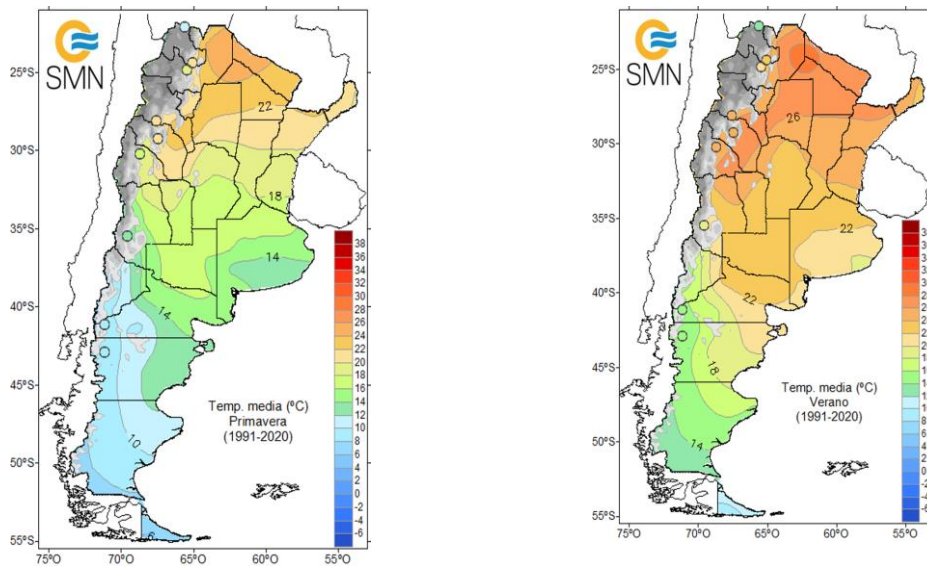 SMN
25°S
30°S
35°S
40°S
45°S
50°S
55°S
75°O 70°O 65°O 60°O 55°O
22
18
14
14
10
6
Temp. media (ºC)
Primavera
(1991-2020)
38
36
34
32
30
28
26
24
22
20
18
16
14
12
10
8
6
4
2
0
-2
-4
-6
SMN
25°S
30°S
35°S
40°S
45°S
50°S
55°S
75°O 70°O 65°O 60°O 55°O
26
22
22
18
14
Temp. media (ºC)
Verano
(1991-2020)